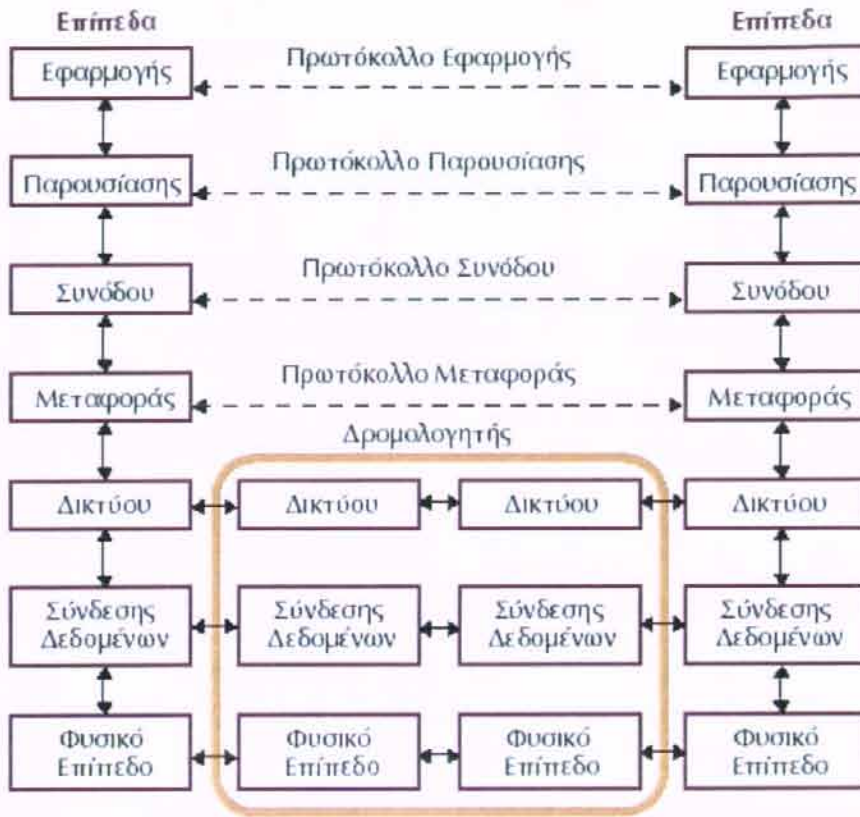 Επίπεδα
Επίπεδα
Εφαρμογής
Πρωτόκολλο Εφαρμογής
Εφαρμογής
Παρουσίασης
Πρωτόκολλο Παρουσίασης
Παρουσίασης
Συνόδου
Πρωτόκολλο Συνόδου
Συνόδου
Μεταφοράς
Πρωτόκολλο Μεταφοράς
Μεταφοράς
Δρομολογητής
Δικτύου
Δικτύου
Δικτύου
Δικτύου
Σύνδεσης
Δεδομένων
Σύνδεσης
Δεδομένων
Σύνδεσης
Δεδομένων
Σύνδεσης
Δεδομένων
Φυσικό
Επίπεδο
Φυσικό
Επίπεδο
Φυσικό
Επίπεδο
Φυσικό
Επίπεδο